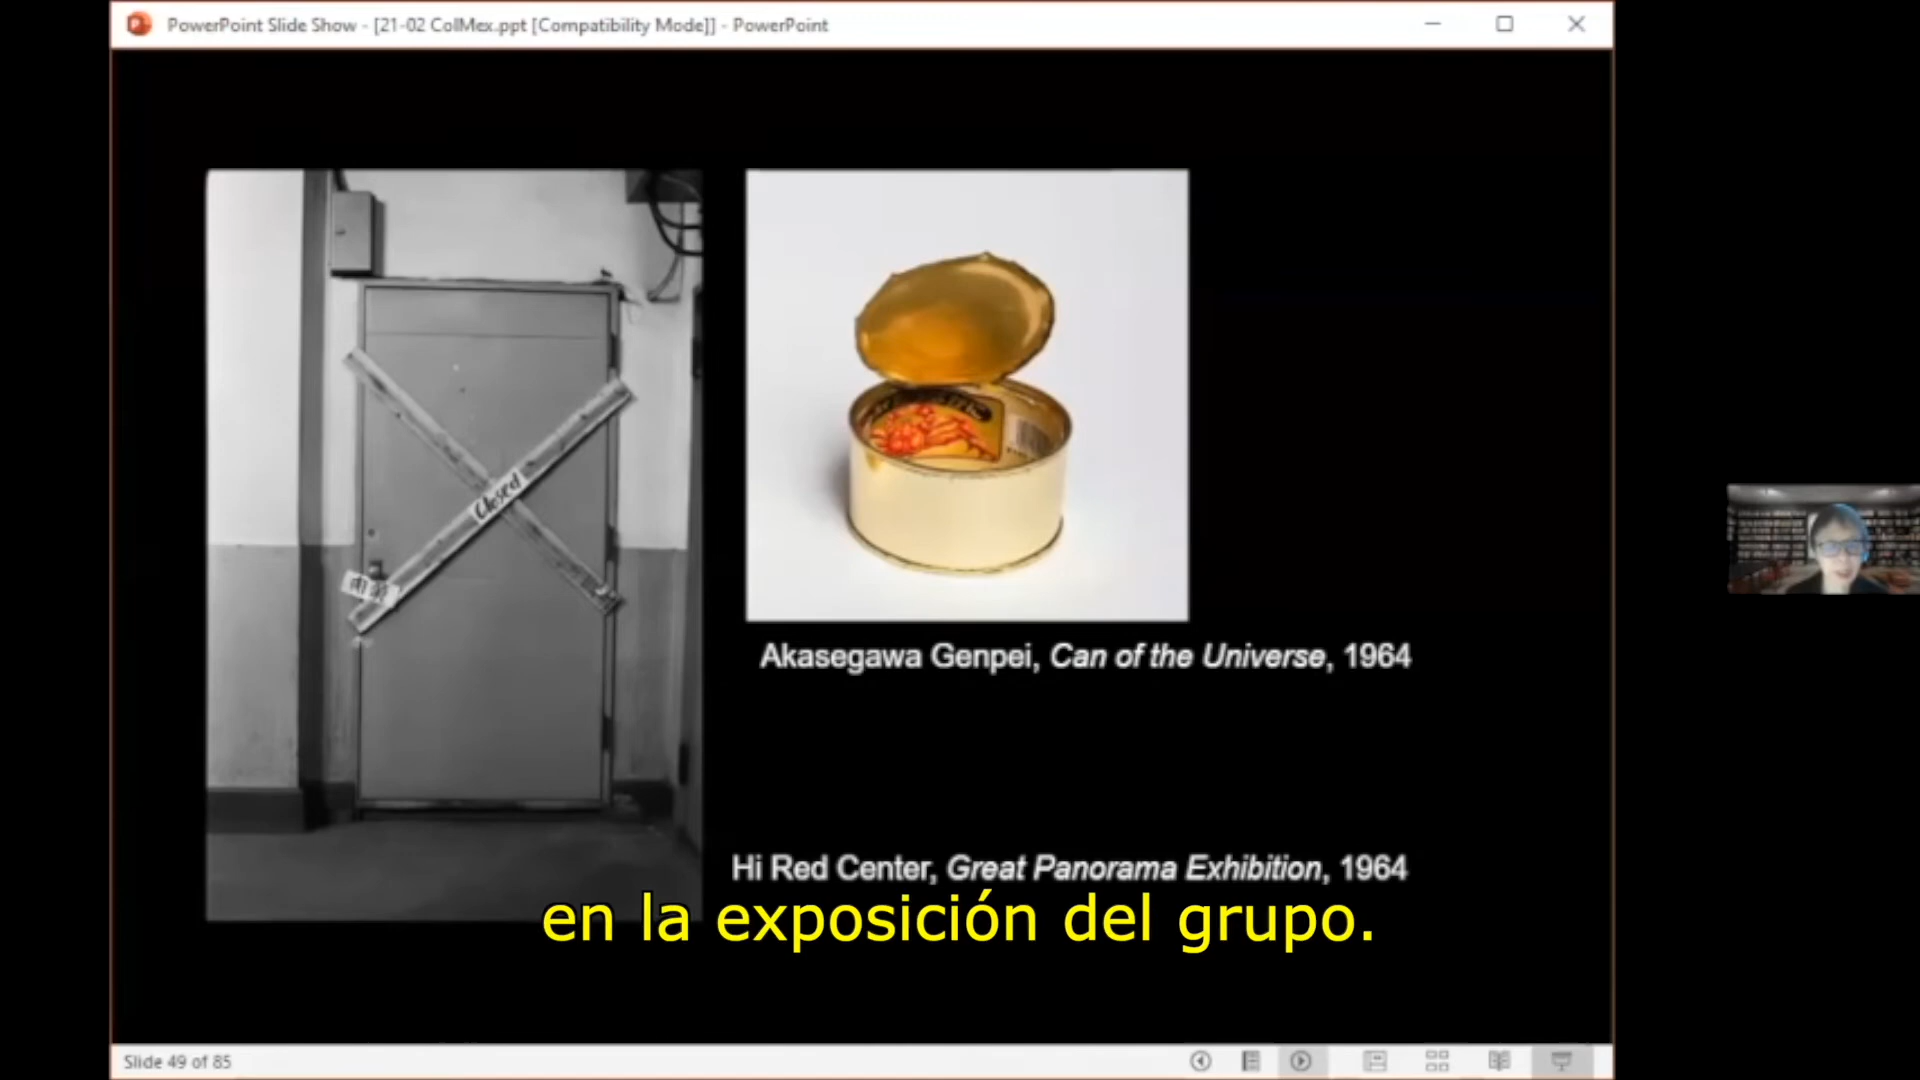 PowerPoint Slide Show - [21-02 ColMex.ppt [Compatibility Mode]] - PowerPoint
Closed
Akasegawa Genpei, Can of the Universe, 1964
Hi Red Center, Great Panorama Exhibition, 1964
en la exposición del grupo.
Slide 49 of 85